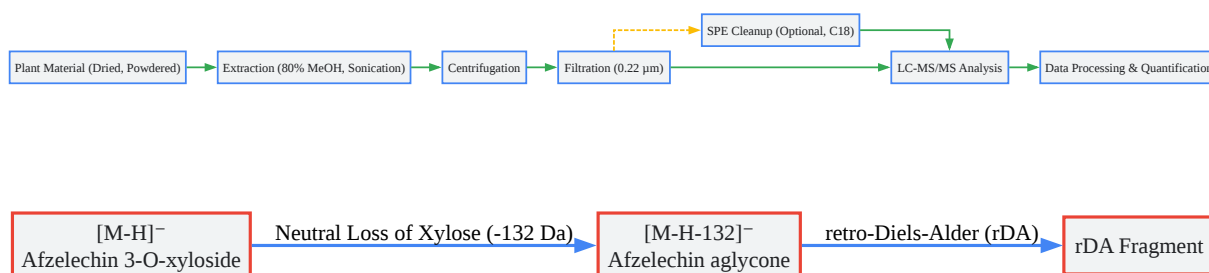 SPE Cleanup (Optional, C18)
Plant Material (Dried, Powdered)
Extraction (80% MeOH, Sonication)
Centrifugation
Filtration (0.22 µm)
LC-MS/MS Analysis
Data Processing & Quantification
[M-H]⁻
Afzelechin 3-O-xyloside
Neutral Loss of Xylose (-132 Da)
[M-H-132]⁻
Afzelechin aglycone
retro-Diels-Alder (rDA)
rDA Fragment